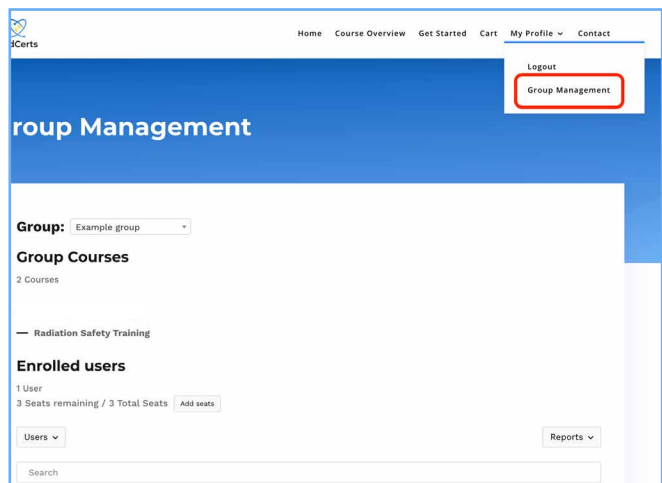 dCerts
Home Course Overview Get Started Cart My Profile Contact
Logout
Group Management
roup Management
Group: Example group
Group Courses
2 Courses
— Radiation Safety Training
Enrolled users
1 User
3 Seats remaining / 3 Total Seats Add seats
Users Reports
Search